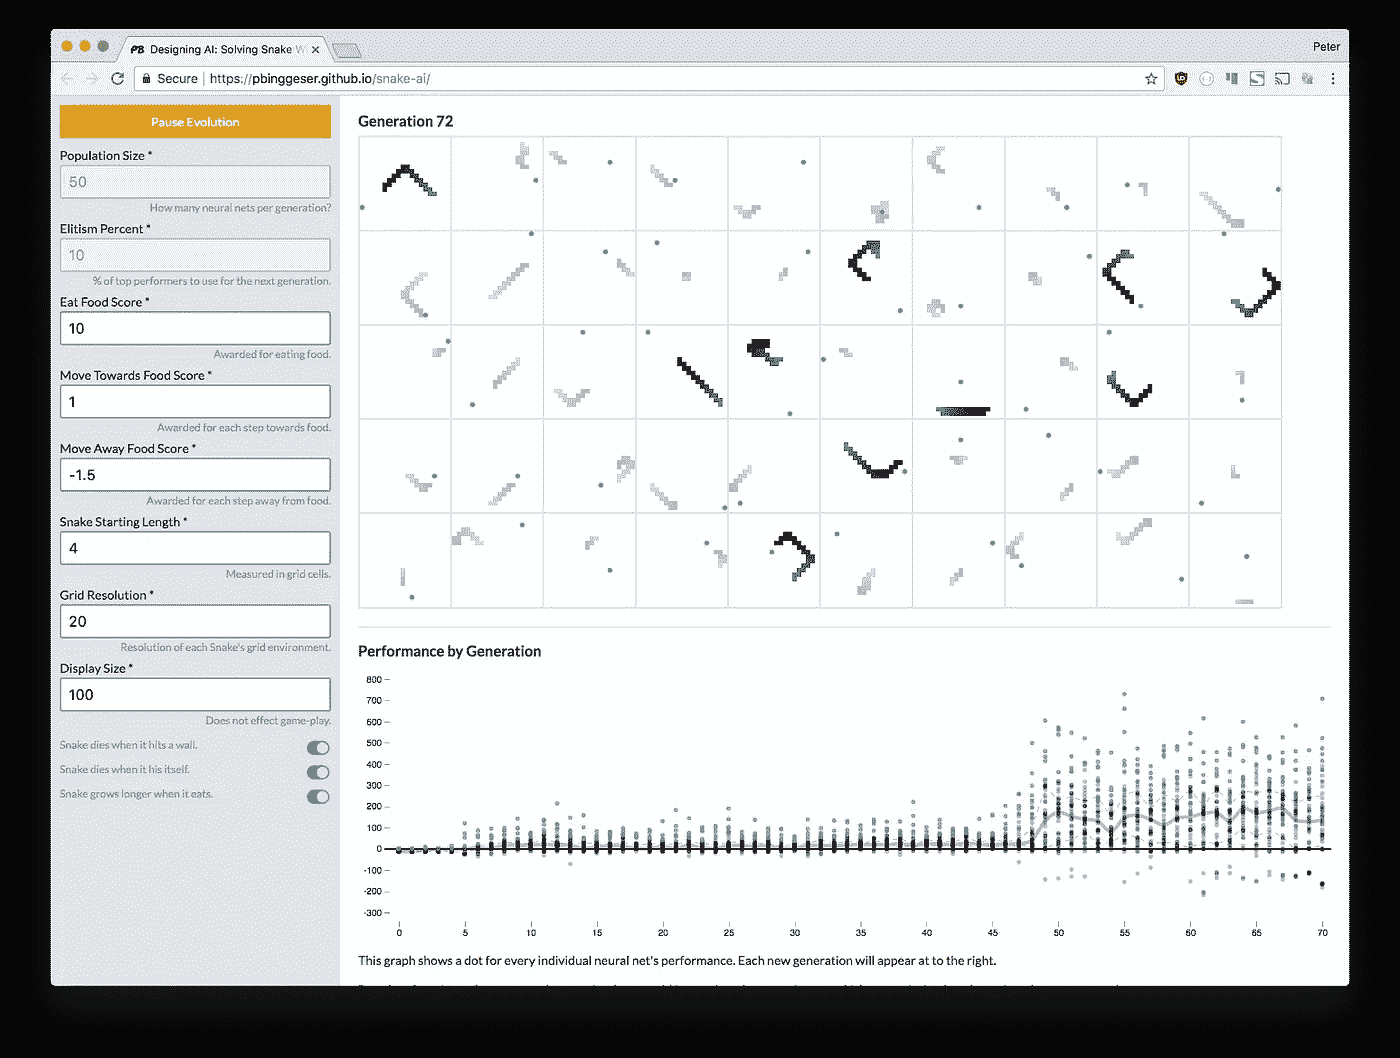 PB Designing AI: Solving Snake W
Peter
Secure https://pbinggeser.github.io/snake-ai/
Pause Evolution
Population Size *
50
How many neural nets per generation?
Elitism Percent *
10
% of top performers to use for the next generation.
Eat Food Score *
10
Awarded for eating food.
Move Towards Food Score *
1
Awarded for each step towards food.
Move Away Food Score *
-1.5
Awarded for each step away from food.
Snake Starting Length *
4
Measured in grid cells.
Grid Resolution *
20
Resolution of each Snake's grid environment.
Display Size *
100
Does not effect game-play.
Snake dies when it hits a wall.
Snake dies when it his itself.
Snake grows longer when it eats.
Generation 72
Performance by Generation
800
700
600
500
400
300
200
100
0
-100
-200
-300
0 5 10 15 20 25 30 35 40 45 50 55 60 65 70
This graph shows a dot for every individual neural net's performance. Each new generation will appear at to the right.